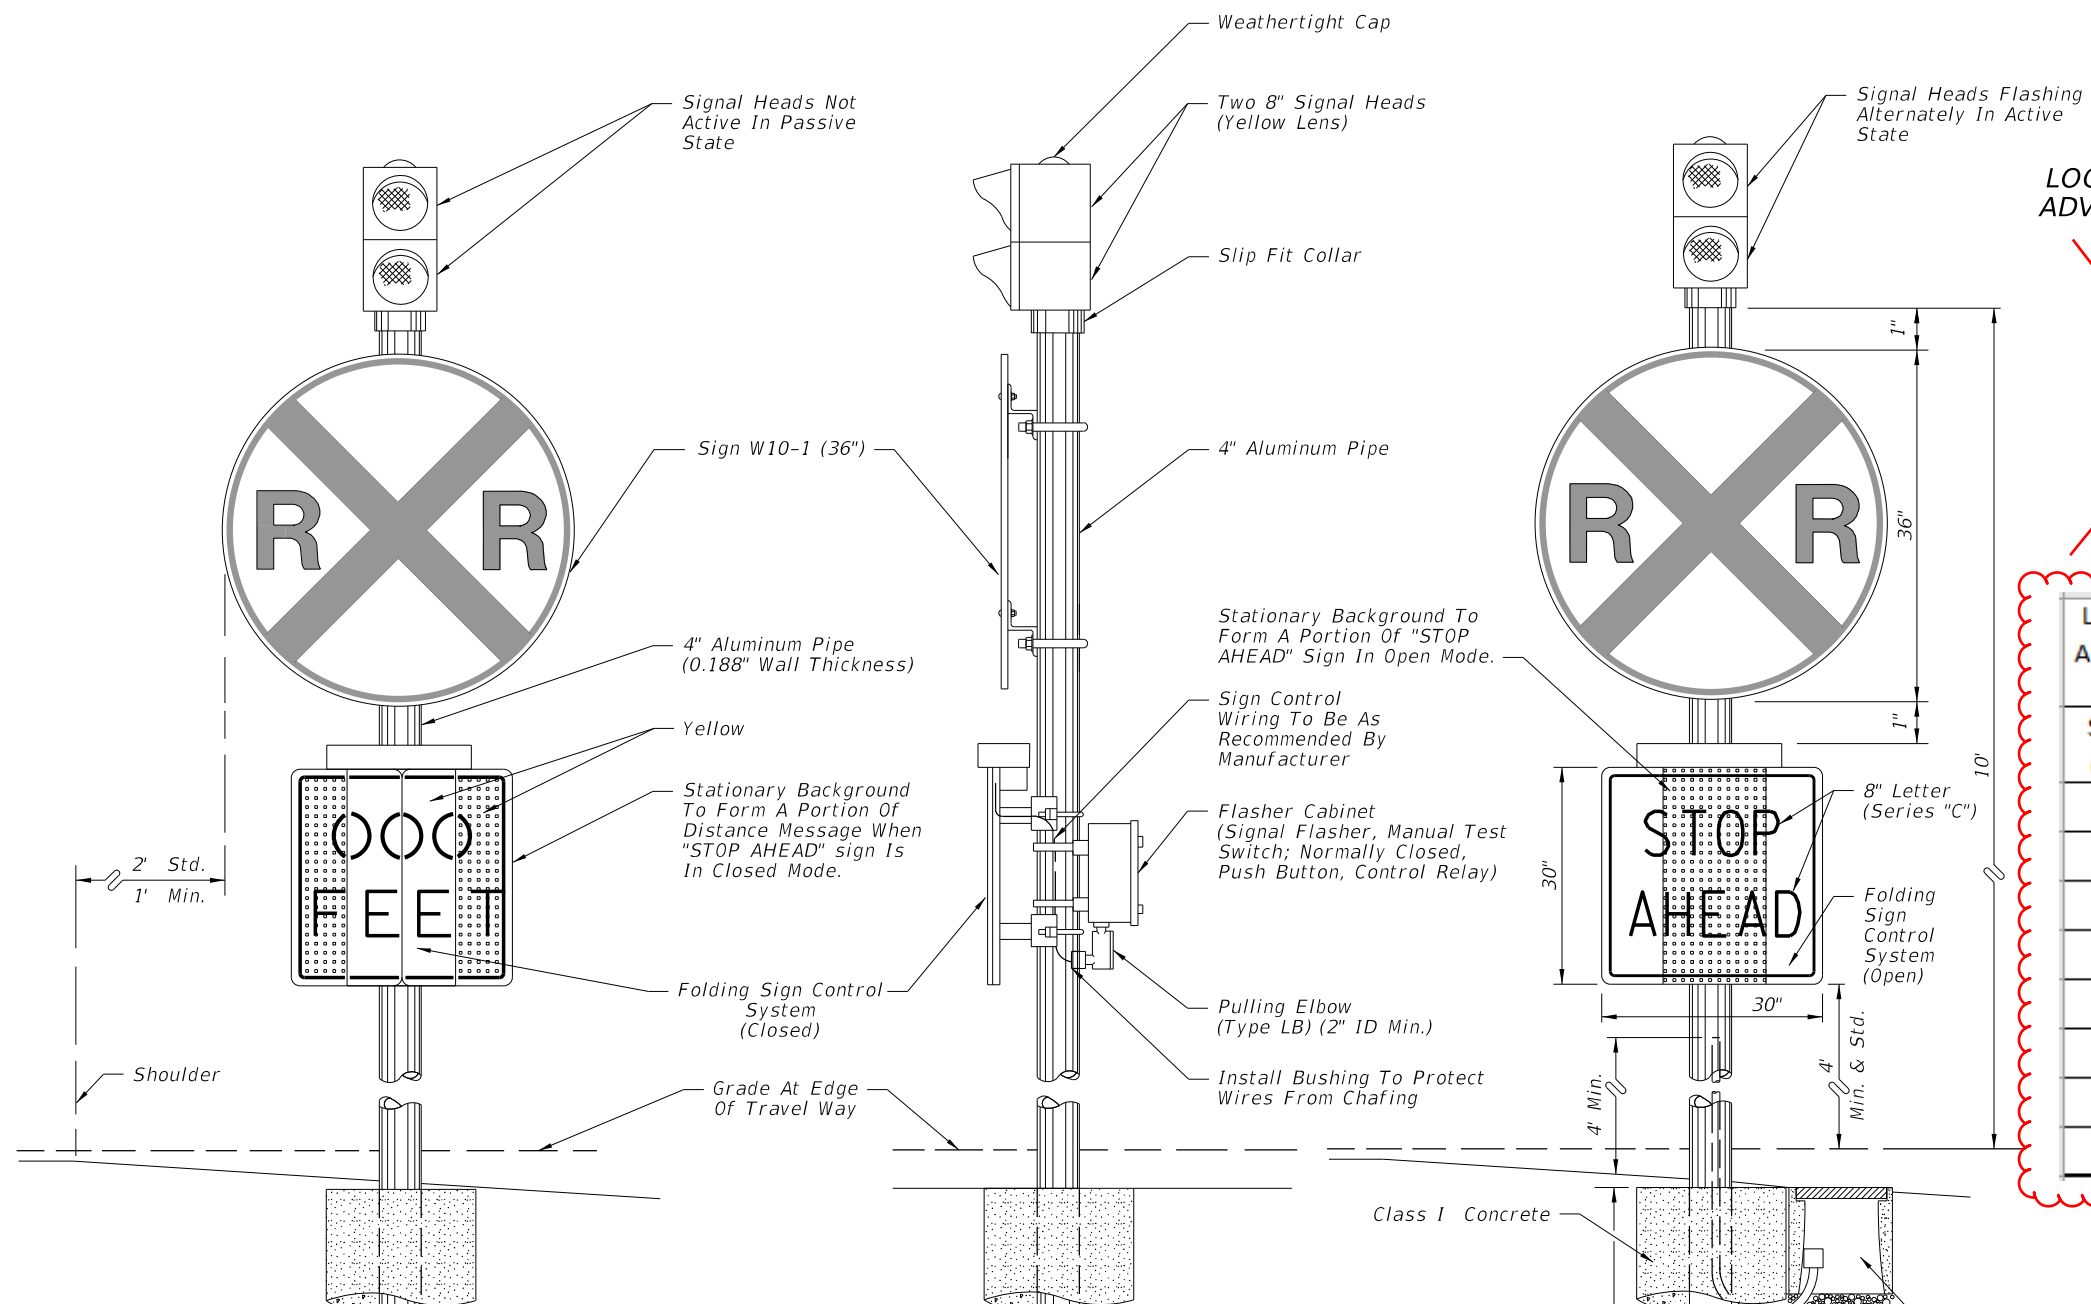 Weathertight Cap
Signal Heads Not
Active In Passive
State
Two 8" Signal Heads
(Yellow Lens)
Signal Heads Flashing
Alternately In Active
State
Slip Fit Collar
1"
R R
Sign W10-1 (36")
4" Aluminum Pipe
R R
36"
4" Aluminum Pipe
(0.188" Wall Thickness)
Stationary Background To
Form A Portion Of "STOP
AHEAD" Sign In Open Mode.
Yellow
Sign Control
Wiring To Be As
Recommended By
Manufacturer
1"
10'
Stationary Background
To Form A Portion Of
Distance Message When
"STOP AHEAD" sign Is
In Closed Mode.
OOO
FEET
Flasher Cabinet
(Signal Flasher, Manual Test
Switch; Normally Closed,
Push Button, Control Relay)
STOP
AHEAD
8" Letter
(Series "C")
30"
2' Std.
1' Min.
Folding
Sign
Control
System
(Open)
Folding Sign Control
System
(Closed)
Pulling Elbow
(Type LB) (2" ID Min.)
30"
Shoulder
Grade At Edge
Of Travel Way
Install Bushing To Protect
Wires From Chafing
4' Min.
4'
Min. & Std.
Class I Concrete